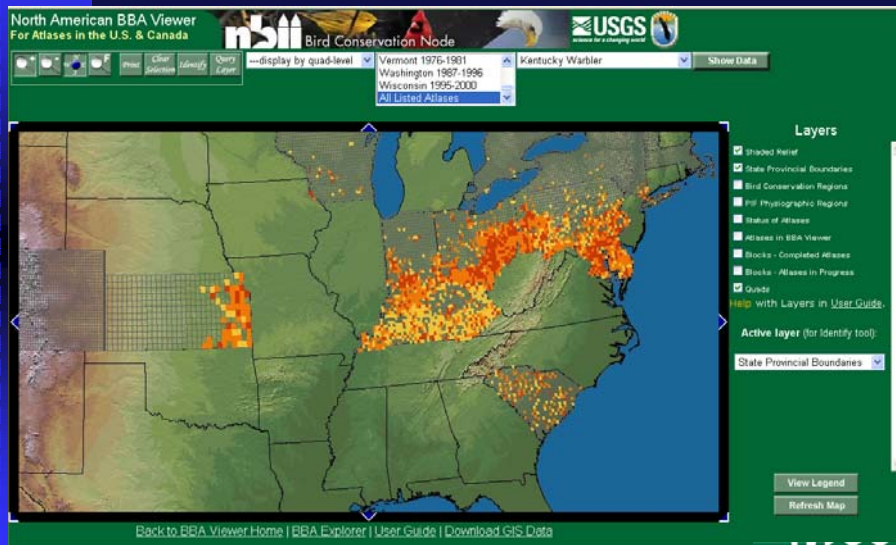 North American BBA Viewer
For Atlases in the U.S. & Canada
nbii Bird Conservation Node
USGS
science for a changing world
Print
Clear Selection
Identify
Query Layer
---display by quad-level
Vermont 1976-1981
Washington 1987-1996
Wisconsin 1995-2000
All Listed Atlases
Kentucky Warbler
Show Data
Layers
Shaded Relief
State Provincial Boundaries
Bird Conservation Regions
PIF Physiographic Regions
Status of Atlases
Atlases in BBA Viewer
Blocks - Completed Atlases
Blocks - Atlases in Progress
Quads
Help with Layers in User Guide.
Active layer (for Identify tool):
State Provincial Boundaries
View Legend
Refresh Map
Back to BBA Viewer Home | BBA Explorer | User Guide | Download GIS Data